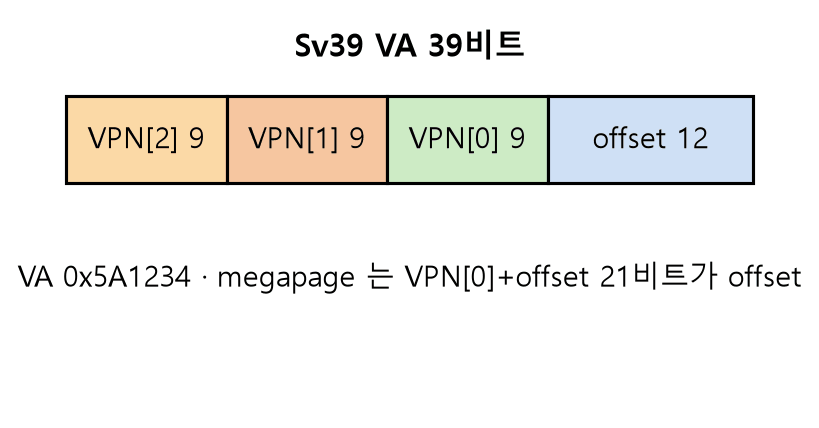 Sv39 VA 39비트
VPN[2] 9 VPN[1] 9 VPN[0] 9 offset 12
VA 0x5A1234 · megapage 는 VPN[0]+offset 21비트가 offset